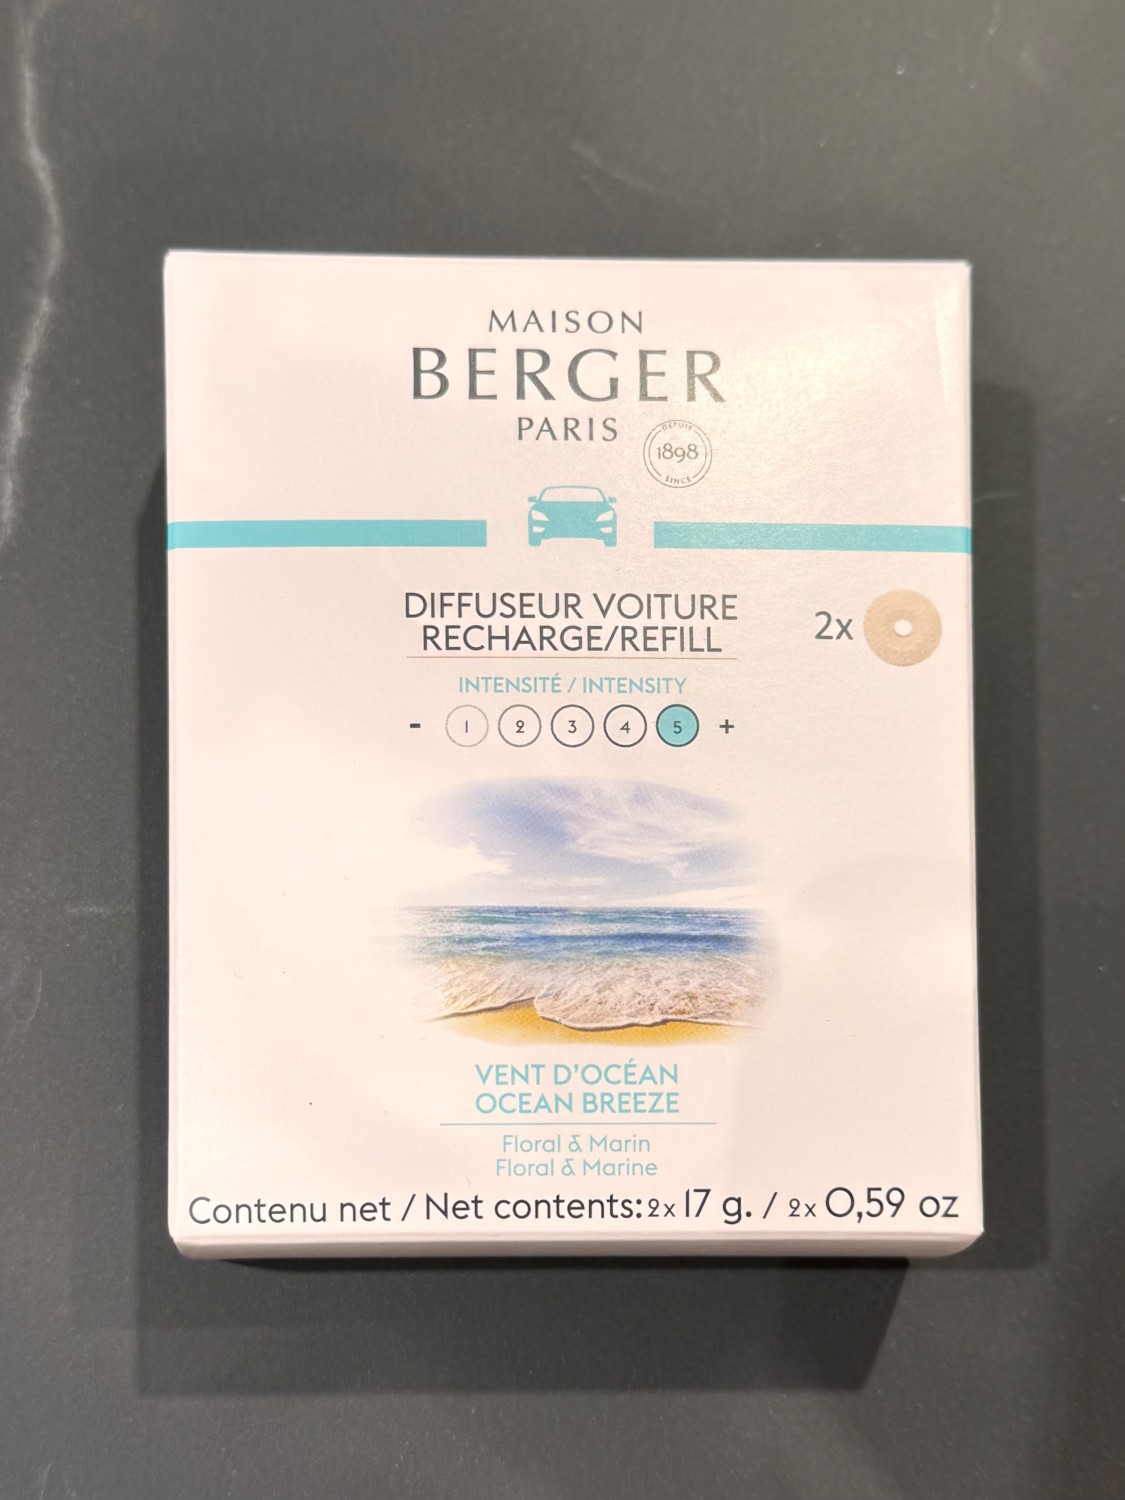 MAISON
BERGER
PARIS
DEPUIS
1898
SINCE
DIFFUSEUR VOITURE
RECHARGE/REFILL
2x
INTENSITÉ / INTENSITY
- 1 2 3 4 5 +
VENT D'OCÉAN
OCEAN BREEZE
Floral & Marin
Floral & Marine
Contenu net / Net contents: 2x 17 g. / 2x 0,59 oz